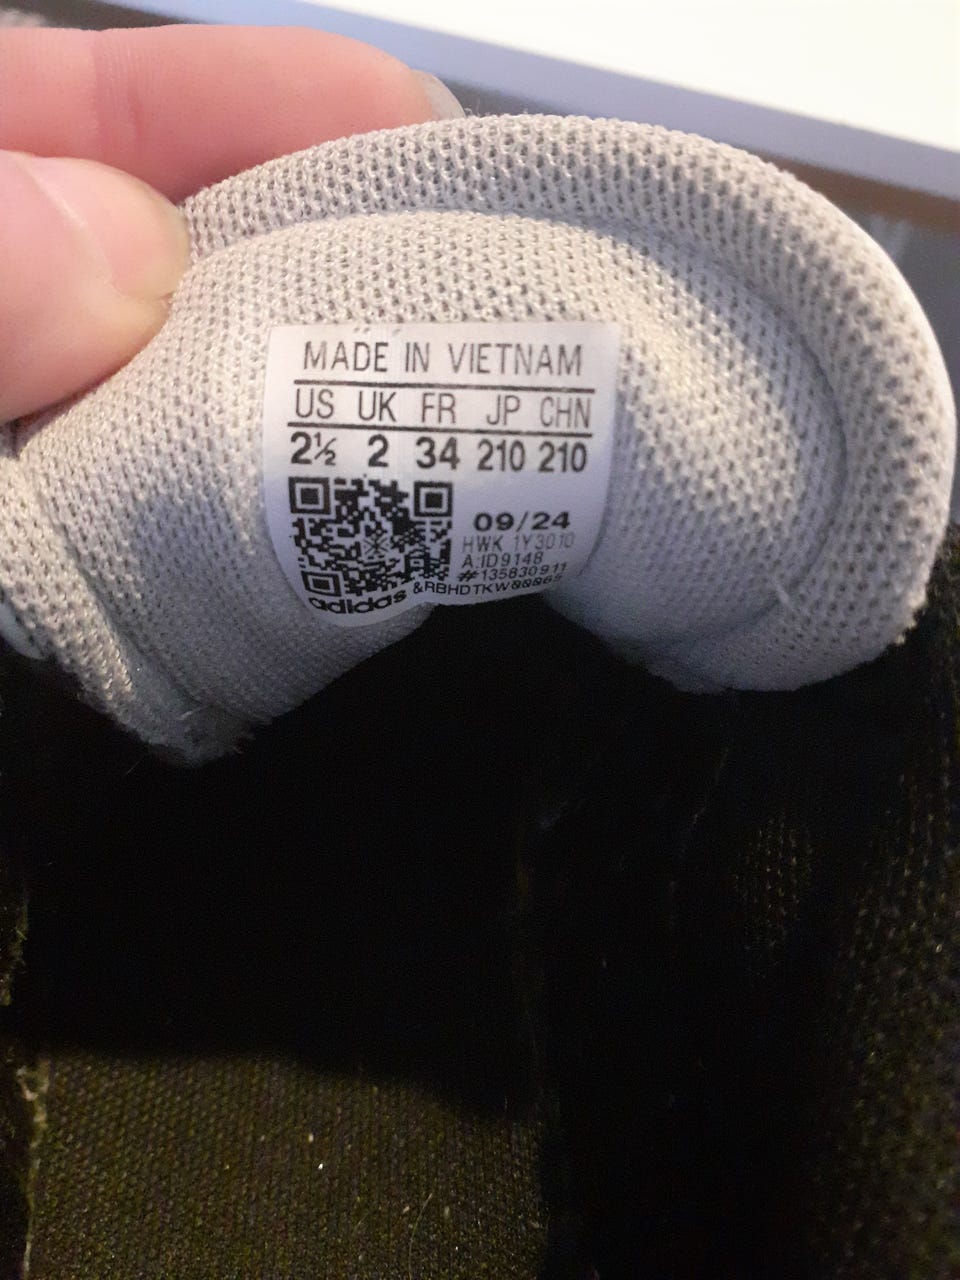 MADE IN VIETNAM
US UK FR JP CHN
2½ 2 34 210 210
09/24
HWK 1Y3010
A:ID9148
#135830911
adidas